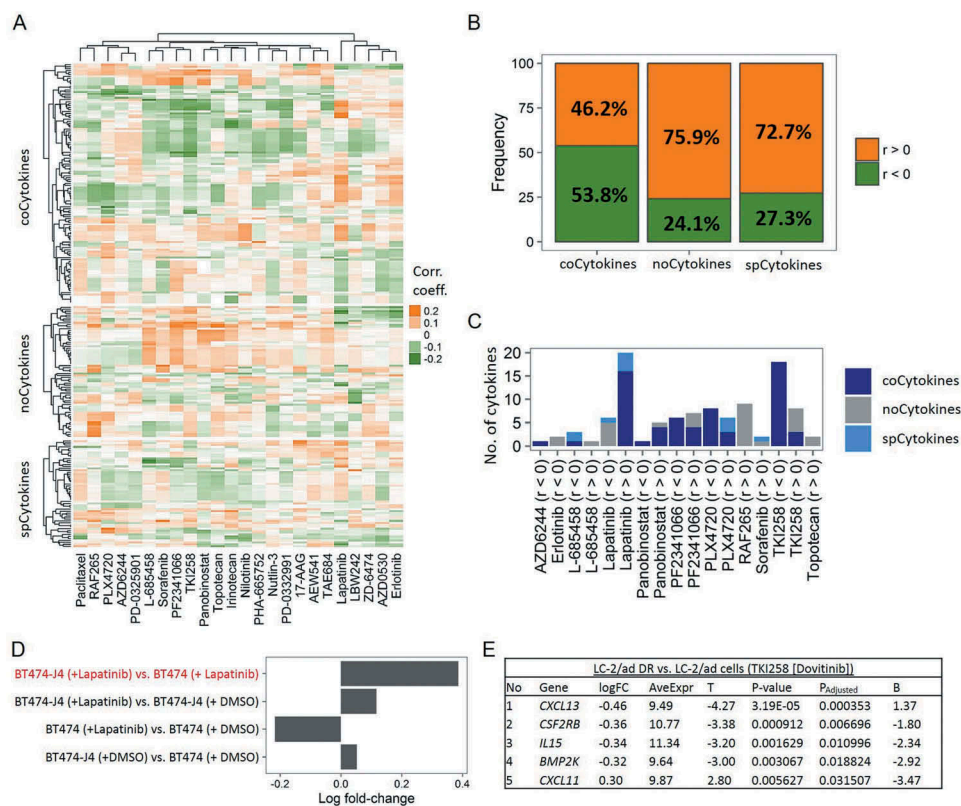 A
coCytokines
noCytokines
spCytokines
Corr.
coeff.
0.2
0.1
0
-0.1
-0.2
Paclitaxel
RAF265
PLX4720
AZD6244
PD-0325901
L-685458
Sorafenib
PF2341066
TKI258
Panobinostat
Topotecan
Irinotecan
Nilotinib
PHA-665752
Nutlin-3
PD-0332991
17-AAG
AEW541
TAE684
Lapatinib
LBW242
ZD-6474
AZD0530
Erlotinib
B
Frequency
100
75
50
25
0
46.2%
53.8%
75.9%
24.1%
72.7%
27.3%
coCytokines noCytokines spCytokines
r > 0
r < 0
C
No. of cytokines
20
15
10
5
0
coCytokines
noCytokines
spCytokines
AZD6244 (r < 0)
Erlotinib (r < 0)
L-685458 (r < 0)
L-685458 (r > 0)
Lapatinib (r < 0)
Lapatinib (r > 0)
Panobinostat (r < 0)
Panobinostat (r > 0)
PF2341066 (r < 0)
PF2341066 (r > 0)
PLX4720 (r < 0)
PLX4720 (r > 0)
RAF265 (r > 0)
Sorafenib (r > 0)
TKI258 (r < 0)
TKI258 (r > 0)
Topotecan (r > 0)
D
BT474-J4 (+Lapatinib) vs. BT474 (+ Lapatinib)
BT474-J4 (+Lapatinib) vs. BT474-J4 (+ DMSO)
BT474 (+Lapatinib) vs. BT474 (+ DMSO)
BT474-J4 (+DMSO) vs. BT474 (+ DMSO)
-0.2 0.0 0.2 0.4
Log fold-change
E
LC-2/ad DR vs. LC-2/ad cells (TKI258 [Dovitinib])
No Gene logFC AveExpr T P-value PAdjusted B
1 CXCL13 -0.46 9.49 -4.27 3.19E-05 0.000353 1.37
2 CSF2RB -0.36 10.77 -3.38 0.000912 0.006696 -1.80
3 IL15 -0.34 11.34 -3.20 0.001629 0.010996 -2.34
4 BMP2K -0.32 9.64 -3.00 0.003067 0.018824 -2.92
5 CXCL11 0.30 9.87 2.80 0.005627 0.031507 -3.47